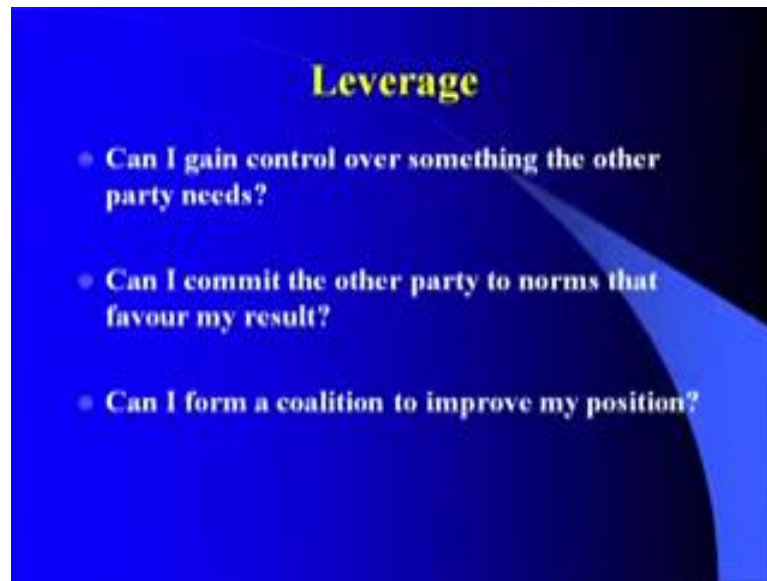 Leverage
Can I gain control over something the other
party needs?
Can I commit the other party to norms that
favour my result?
Can I form a coalition to improve my position?